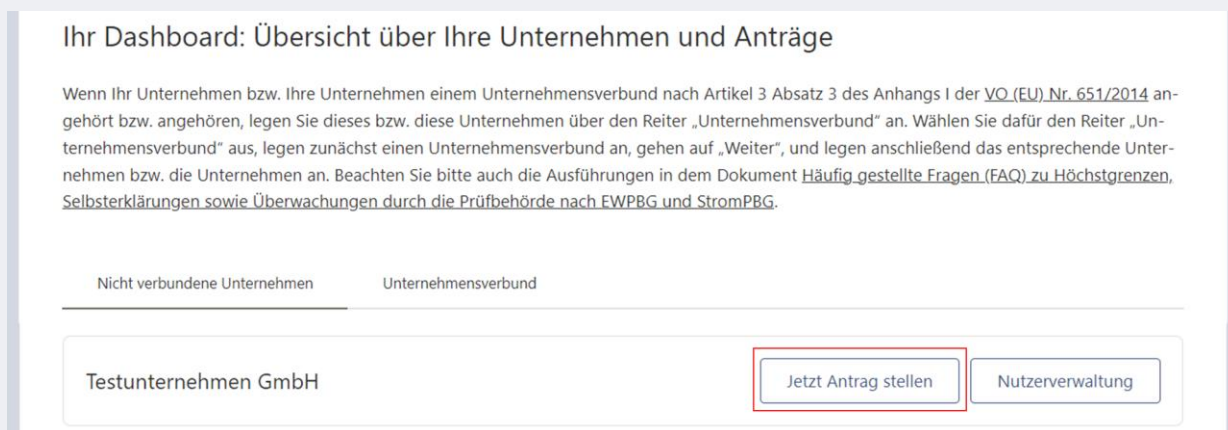 Ihr Dashboard: Übersicht über Ihre Unternehmen und Anträge
Wenn Ihr Unternehmen bzw. Ihre Unternehmen einem Unternehmensverbund nach Artikel 3 Absatz 3 des Anhangs I der VO (EU) Nr. 651/2014 an-
gehört bzw. angehören, legen Sie dieses bzw. diese Unternehmen über den Reiter „Unternehmensverbund“ an. Wählen Sie dafür den Reiter „Un-
ternehmensverbund“ aus, legen zunächst einen Unternehmensverbund an, gehen auf „Weiter“, und legen anschließend das entsprechende Unter-
nehmen bzw. die Unternehmen an. Beachten Sie bitte auch die Ausführungen in dem Dokument Häufig gestellte Fragen (FAQ) zu Höchstgrenzen,
Selbsterklärungen sowie Überwachungen durch die Prüfbehörde nach EWPBG und StromPBG.
Nicht verbundene Unternehmen Unternehmensverbund
Testunternehmen GmbH Jetzt Antrag stellen Nutzerverwaltung